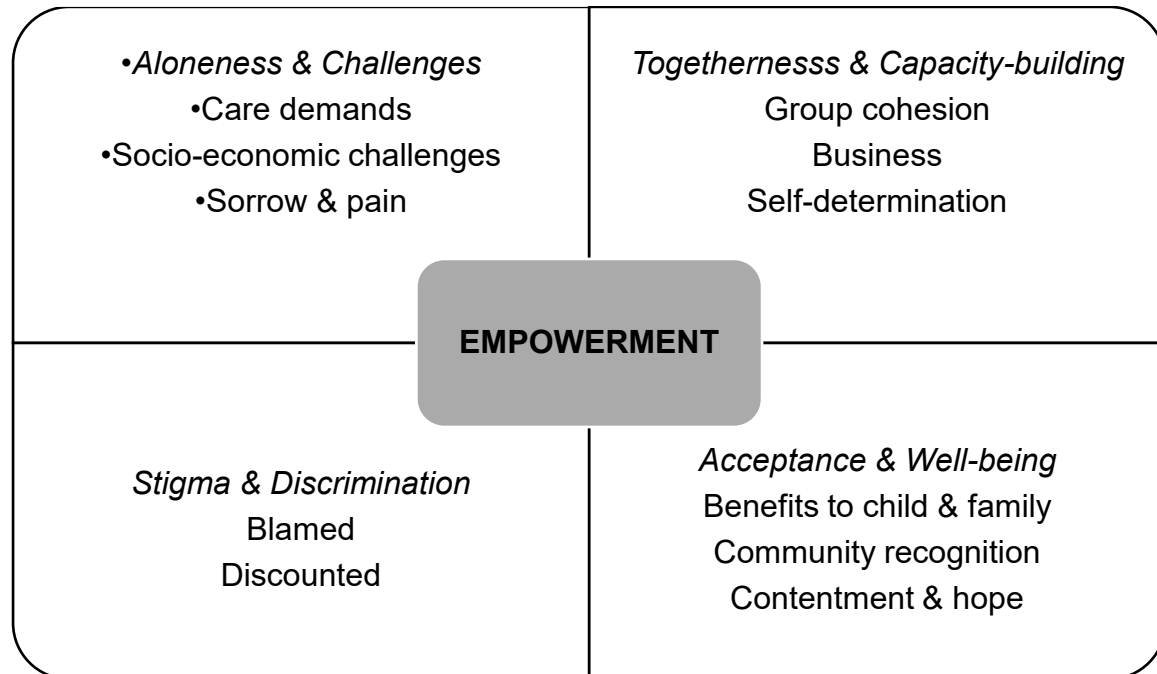 •Aloneness & Challenges
•Care demands
•Socio-economic challenges
•Sorrow & pain
Togethernesss & Capacity-building
Group cohesion
Business
Self-determination
EMPOWERMENT
Stigma & Discrimination
Blamed
Discounted
Acceptance & Well-being
Benefits to child & family
Community recognition
Contentment & hope